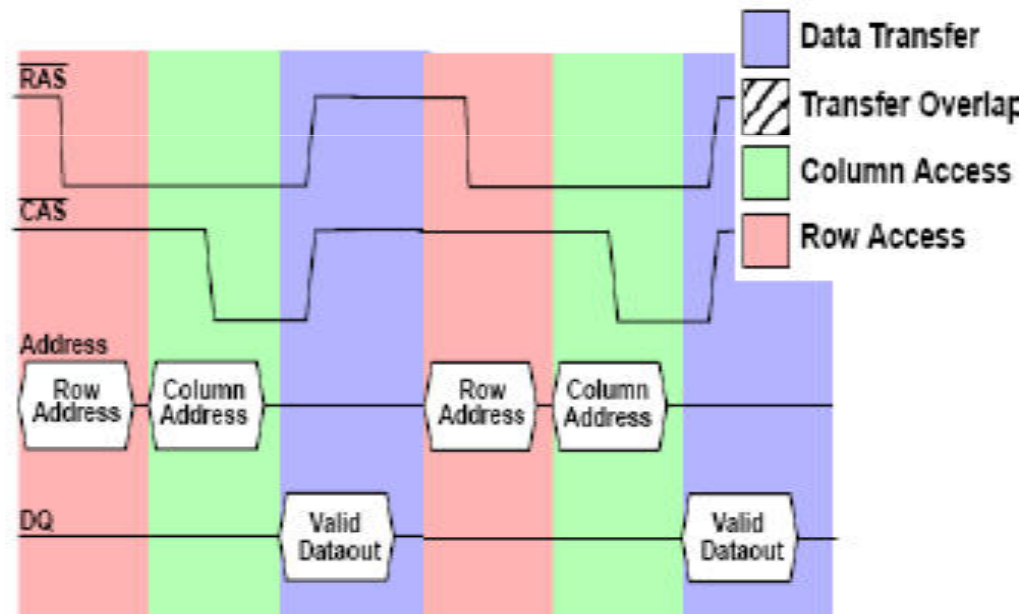 Data Transfer
RAS
Transfer Overlap
Column Access
CAS
Row Access
Address
Row
Address
Column
Address
Row
Address
Column
Address
DQ
Valid
Dataout
Valid
Dataout